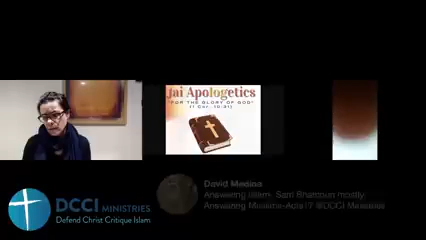 Jai Apologetics
"FOR THE GLORY OF GOD"
(1 Cor. 10:31)
DCCI MINISTRIES
Defend Christ Critique Islam
David Medina
Answering Islam- Sam Shamoun mostly,
Answering Muslims-Acts17 @DCCI Ministries